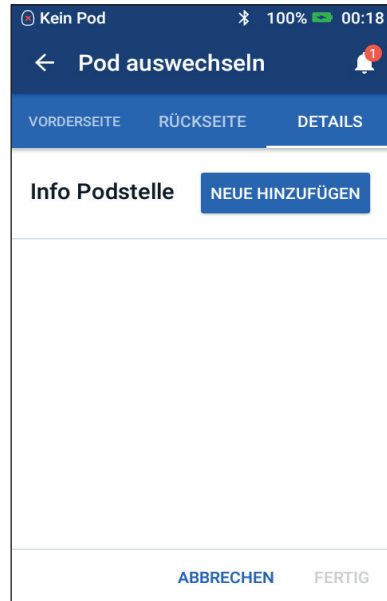 Kein Pod 100% 00:18
Pod auswechseln 1
VORDERSEITE RÜCKSEITE DETAILS
Info Podstelle NEUE HINZUFÜGEN
ABBRECHEN FERTIG